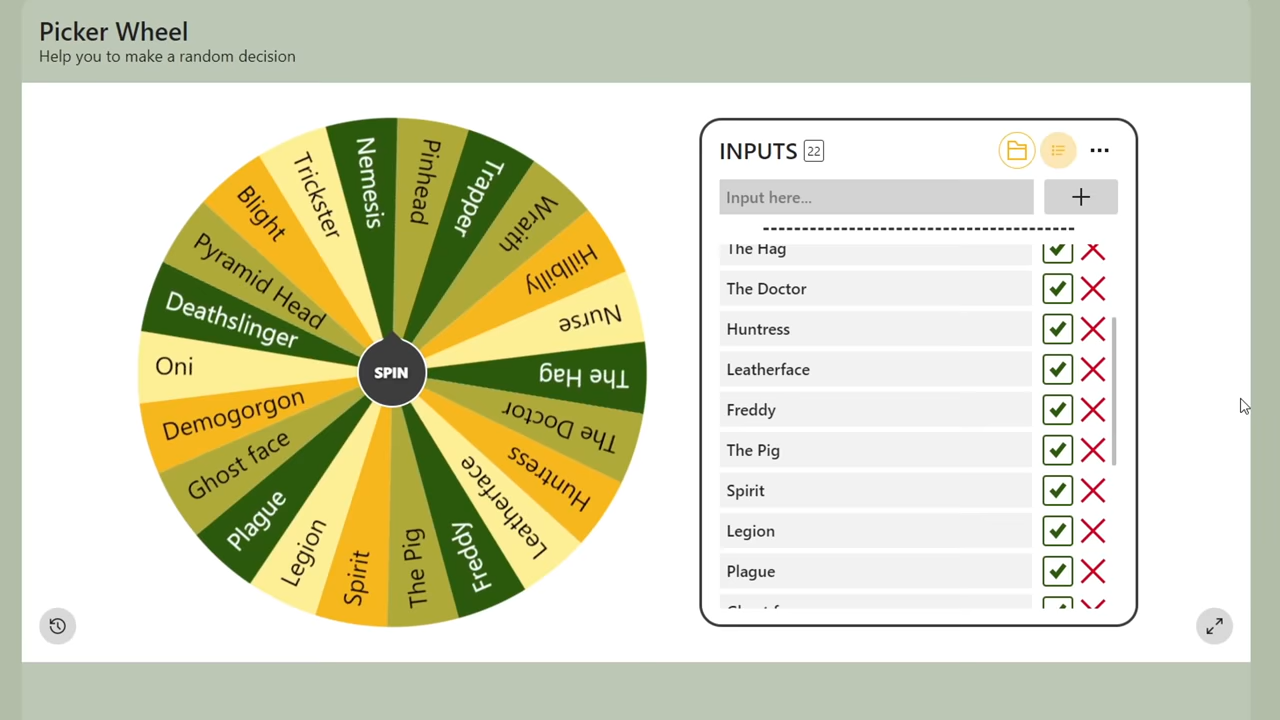 Picker Wheel
Help you to make a random decision
Nemesis
Pinhead
Trapper
Wraith
Hillbilly
Nurse
The Hag
The Doctor
Huntress
Leatherface
Freddy
The Pig
Spirit
Legion
Plague
Ghost face
Demogorgon
Oni
Deathslinger
Pyramid Head
Blight
Trickster
SPIN
INPUTS 22
Input here...
The Hag
The Doctor
Huntress
Leatherface
Freddy
The Pig
Spirit
Legion
Plague